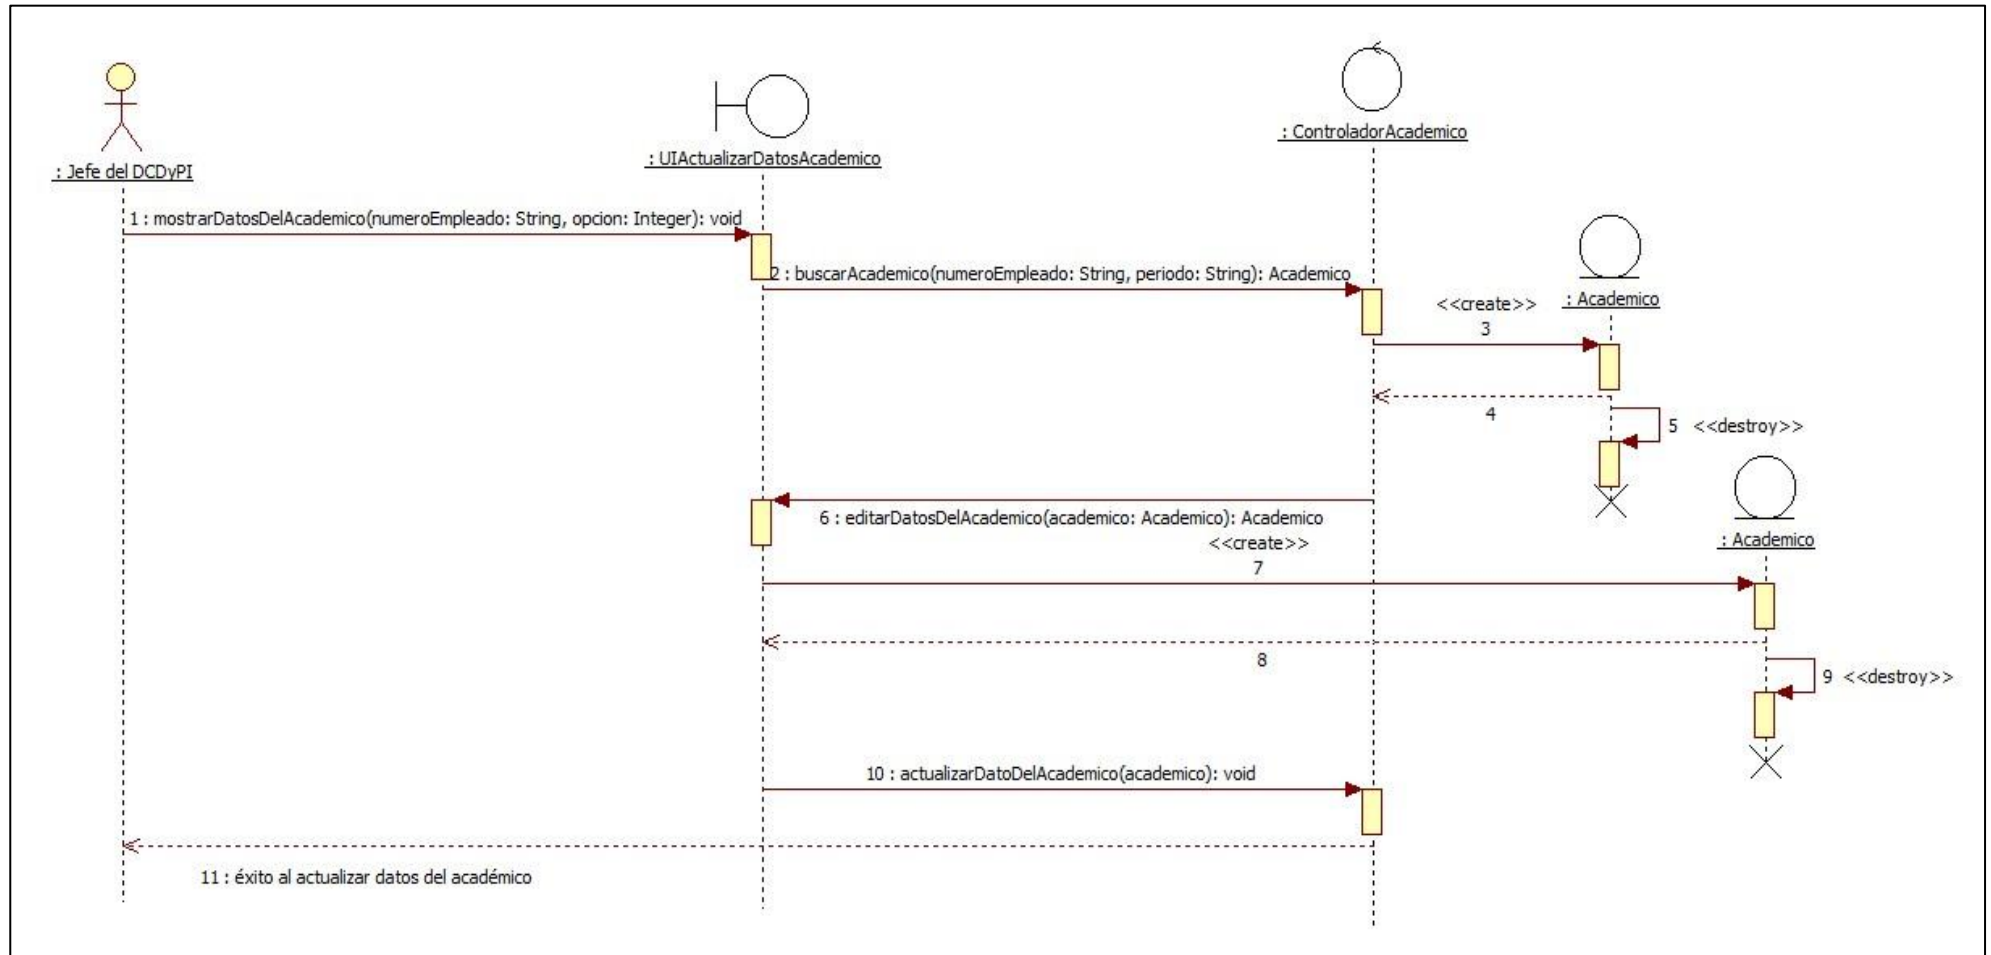 : Jefe del DCDyPI
: UIActualizarDatosAcademico
: ControladorAcademico
1 : mostrarDatosDelAcademico(numeroEmpleado: String, opcion: Integer): void
2 : buscarAcademico(numeroEmpleado: String, periodo: String): Academico
: Academico
<<create>>
3
4
5 <<destroy>>
6 : editarDatosDelAcademico(academico: Academico): Academico
: Academico
<<create>>
7
8
9 <<destroy>>
10 : actualizarDatoDelAcademico(academico): void
11 : éxito al actualizar datos del académico